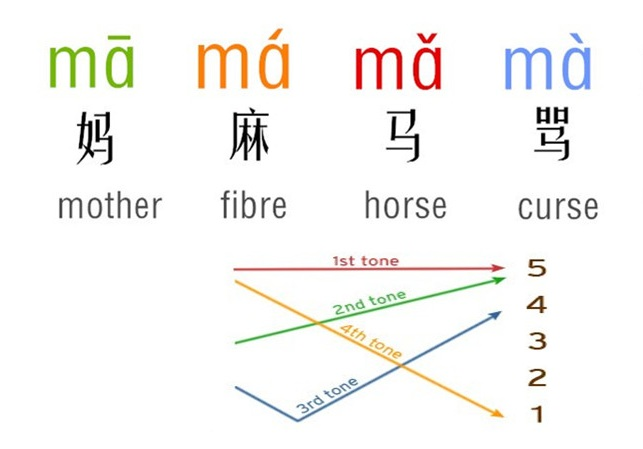 mā má mǎ mà
妈 麻 马 骂
mother fibre horse curse
1st tone
2nd tone
4th tone
3rd tone
5
4
3
2
1